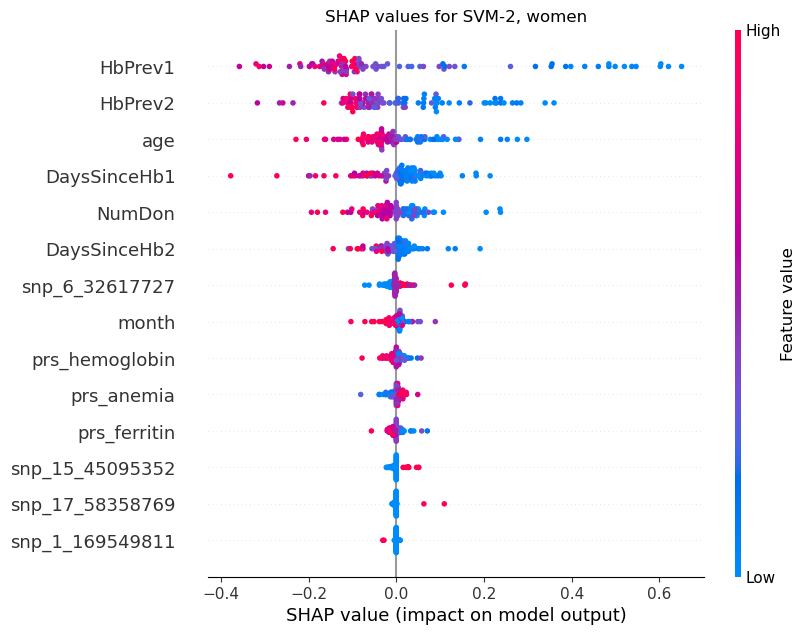 SHAP values for SVM-2, women
High
HbPrev1
HbPrev2
age
DaysSinceHb1
NumDon
DaysSinceHb2
snp_6_32617727
month
prs_hemoglobin
prs_anemia
prs_ferritin
snp_15_45095352
snp_17_58358769
snp_1_169549811
Feature value
Low
−0.4 −0.2 0.0 0.2 0.4 0.6
SHAP value (impact on model output)